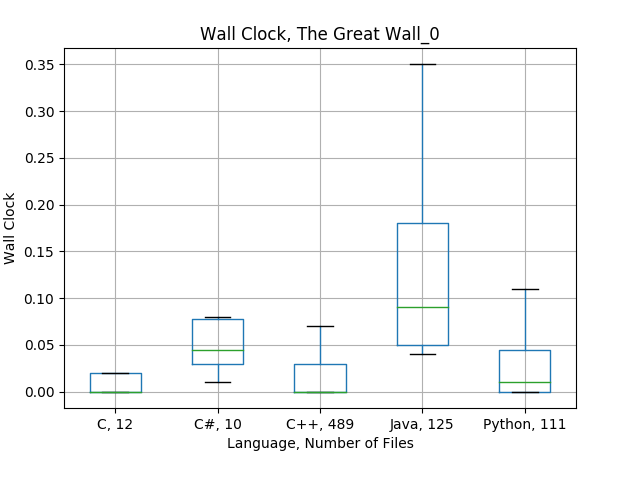 Wall Clock, The Great Wall_0
0.35
0.30
0.25
0.20
0.15
0.10
0.05
0.00
Wall Clock
C, 12
C#, 10
C++, 489
Java, 125
Python, 111
Language, Number of Files